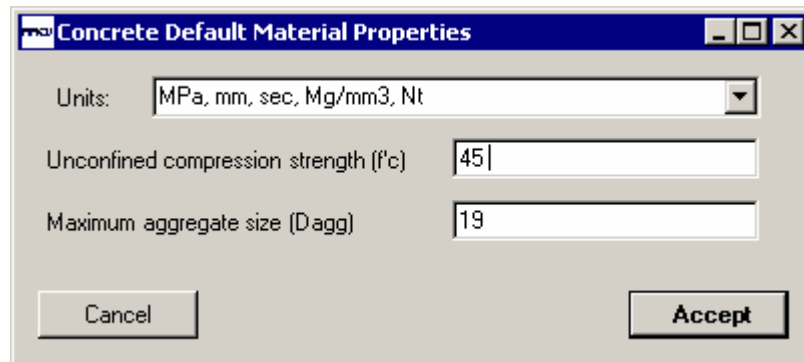 Concrete Default Material Properties
Units: MPa, mm, sec, Mg/mm3, Nt
Unconfined compression strength (f'c) 45
Maximum aggregate size (Dagg) 19
Cancel Accept